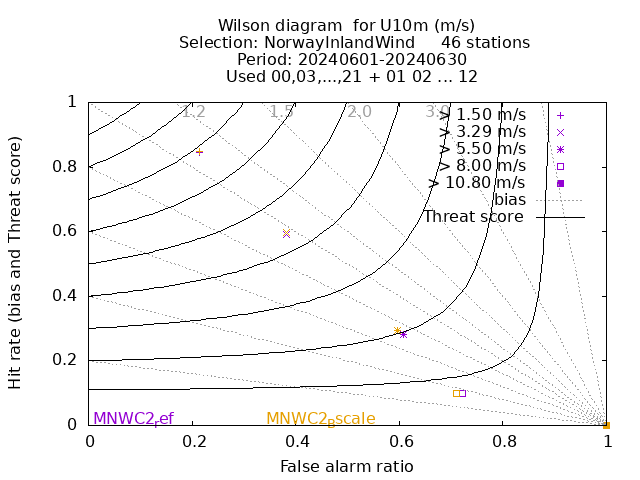 Wilson diagram  for U10m (m/s)
Selection: NorwayInlandWind     46 stations
Period: 20240601-20240630
Used 00,03,...,21 + 01 02 ... 12
Hit rate (bias and Threat score)
1
0.8
0.6
0.4
0.2
0
1.2
1.5
2.0
3.0
> 1.50 m/s
> 3.29 m/s
> 5.50 m/s
> 8.00 m/s
> 10.80 m/s
bias
Threat score
MNWC2ref
MNWC2Bscale
0
0.2
0.4
0.6
0.8
1
False alarm ratio